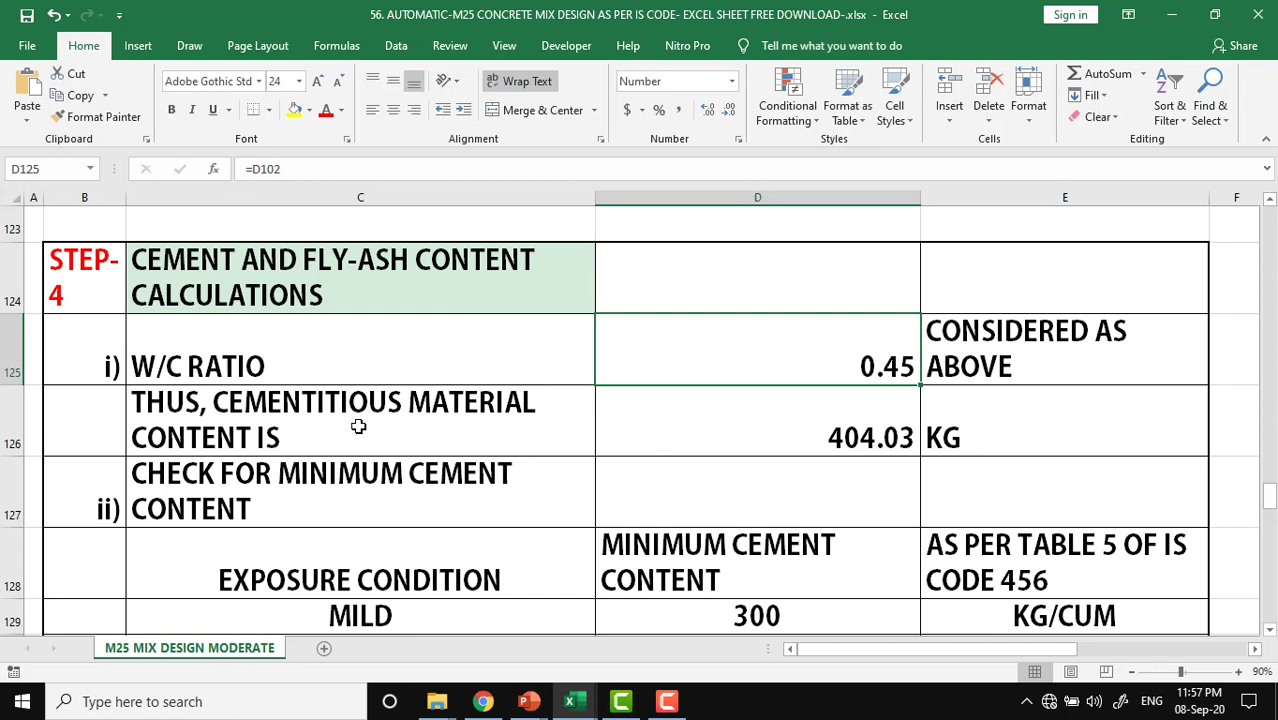 56. AUTOMATIC-M25 CONCRETE MIX DESIGN AS PER IS CODE- EXCEL SHEET FREE DOWNLOAD-.xlsx - Excel
Sign in
File Home Insert Draw Page Layout Formulas Data Review View Developer Help Nitro Pro Tell me what you want to do Share
Paste
Cut
Copy
Format Painter
Clipboard
Adobe Gothic Std 24
B I U
Font
Wrap Text
Merge & Center
Alignment
Number
$ % ,
Number
Conditional Formatting
Format as Table
Cell Styles
Styles
Insert
Delete
Format
Cells
AutoSum
Fill
Clear
Sort & Filter
Find & Select
Editing
D125 fx =D102
A B C D E F
123
124 STEP-4 CEMENT AND FLY-ASH CONTENT
CALCULATIONS
125 i) W/C RATIO 0.45 CONSIDERED AS
ABOVE
126 THUS, CEMENTITIOUS MATERIAL
CONTENT IS 404.03 KG
127 ii) CHECK FOR MINIMUM CEMENT
CONTENT
128 EXPOSURE CONDITION MINIMUM CEMENT
CONTENT AS PER TABLE 5 OF IS
CODE 456
129 MILD 300 KG/CUM
M25 MIX DESIGN MODERATE
90%
Type here to search
ENG
11:57 PM
08-Sep-20